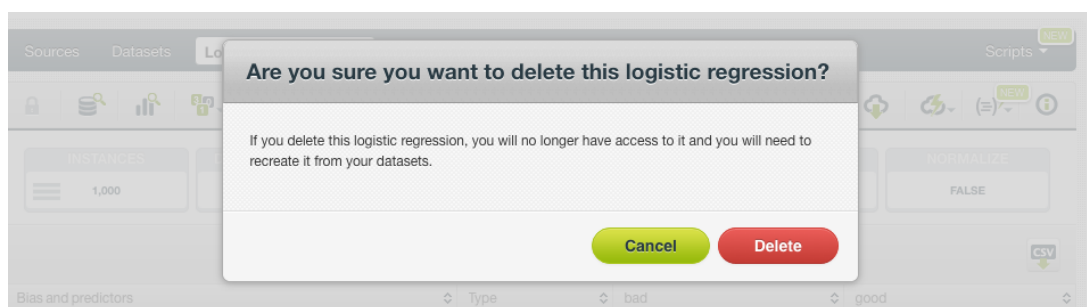 NEW
Sources Datasets Lo Scripts
Are you sure you want to delete this logistic regression?
NEW
If you delete this logistic regression, you will no longer have access to it and you will need to
recreate it from your datasets.
INSTANCES NORMALIZE
1,000 FALSE
Cancel Delete
CSV
Bias and predictors Type bad good